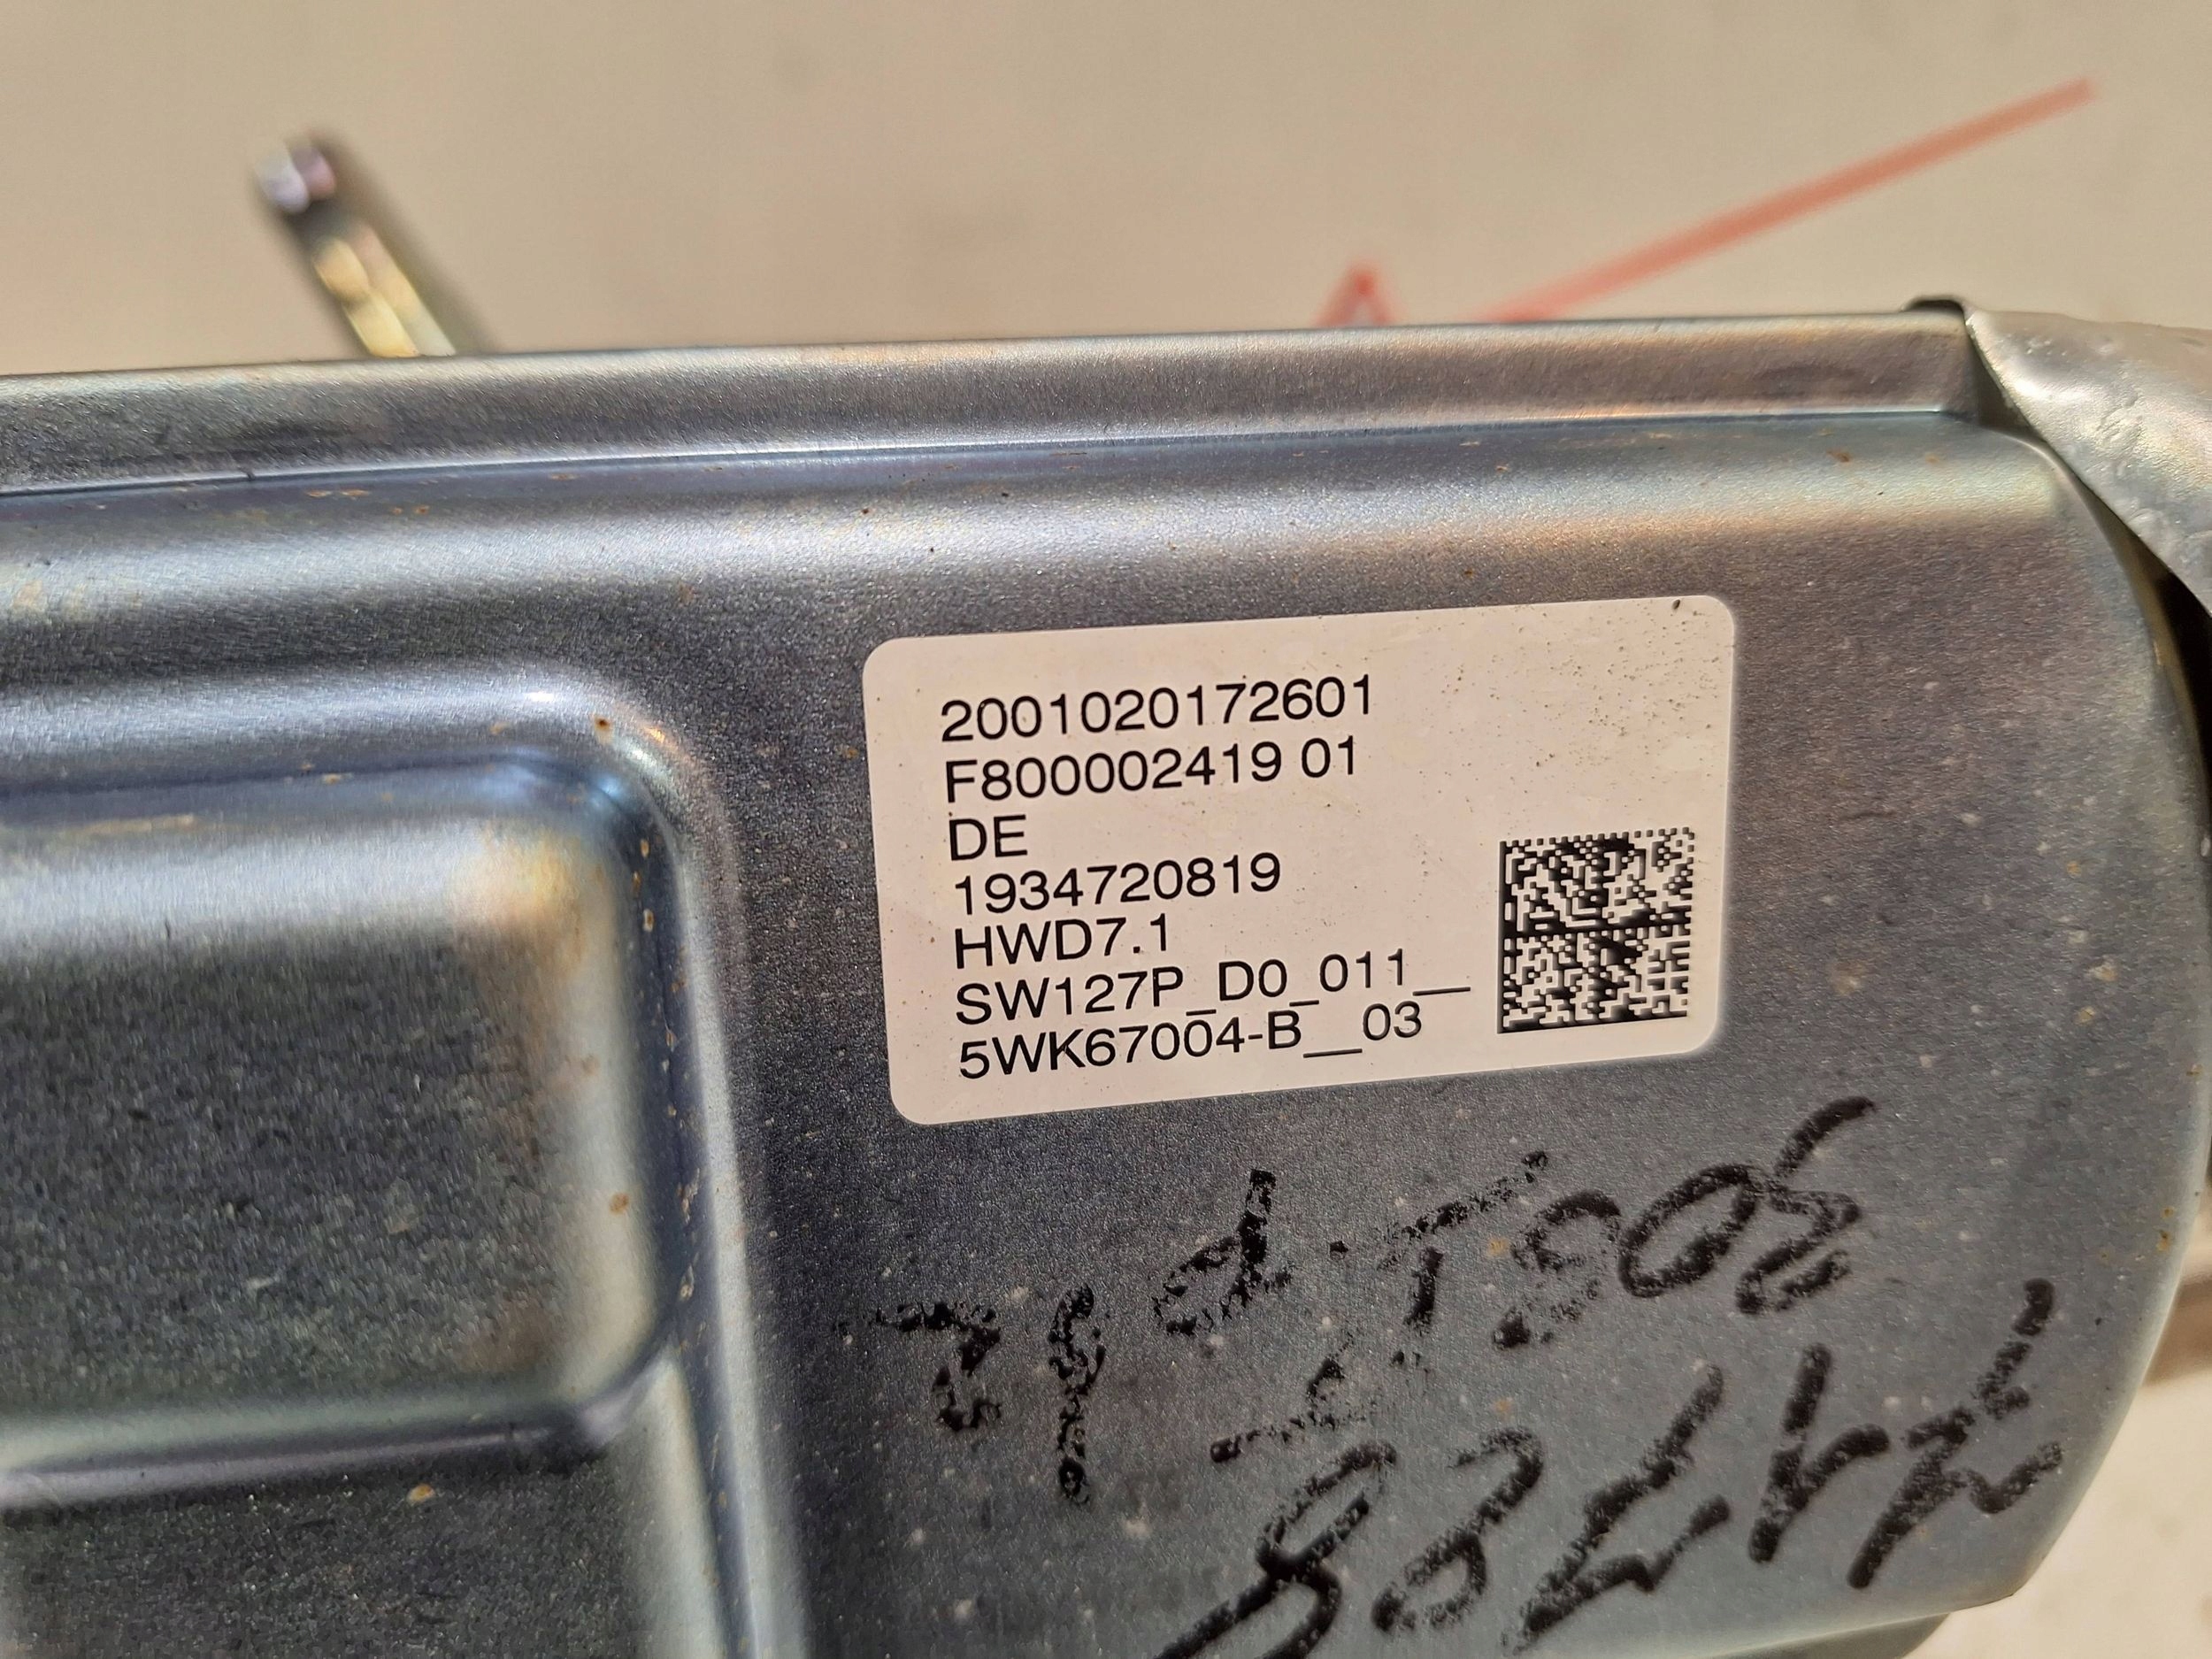 2001020172601
F800002419 01
DE
1934720819
HWD7.1
SW127P_D0_011__
5WK67004-B__03